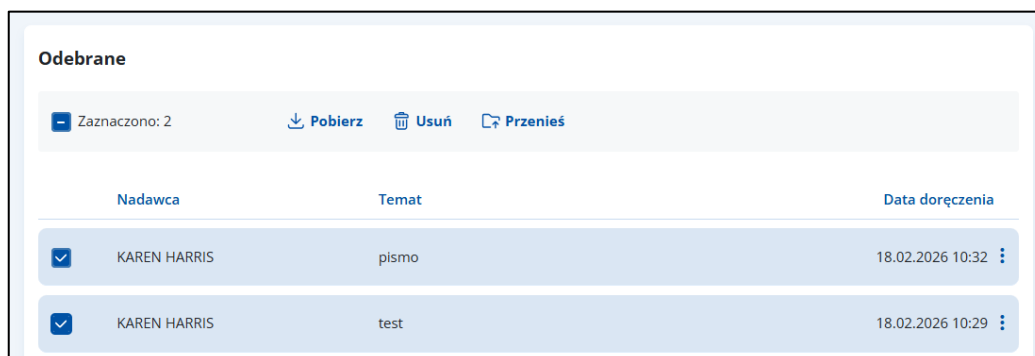 Odebrane
Zaznaczono: 2 Pobierz Usuń Przenieś
Nadawca Temat Data doręczenia
KAREN HARRIS pismo 18.02.2026 10:32
KAREN HARRIS test 18.02.2026 10:29